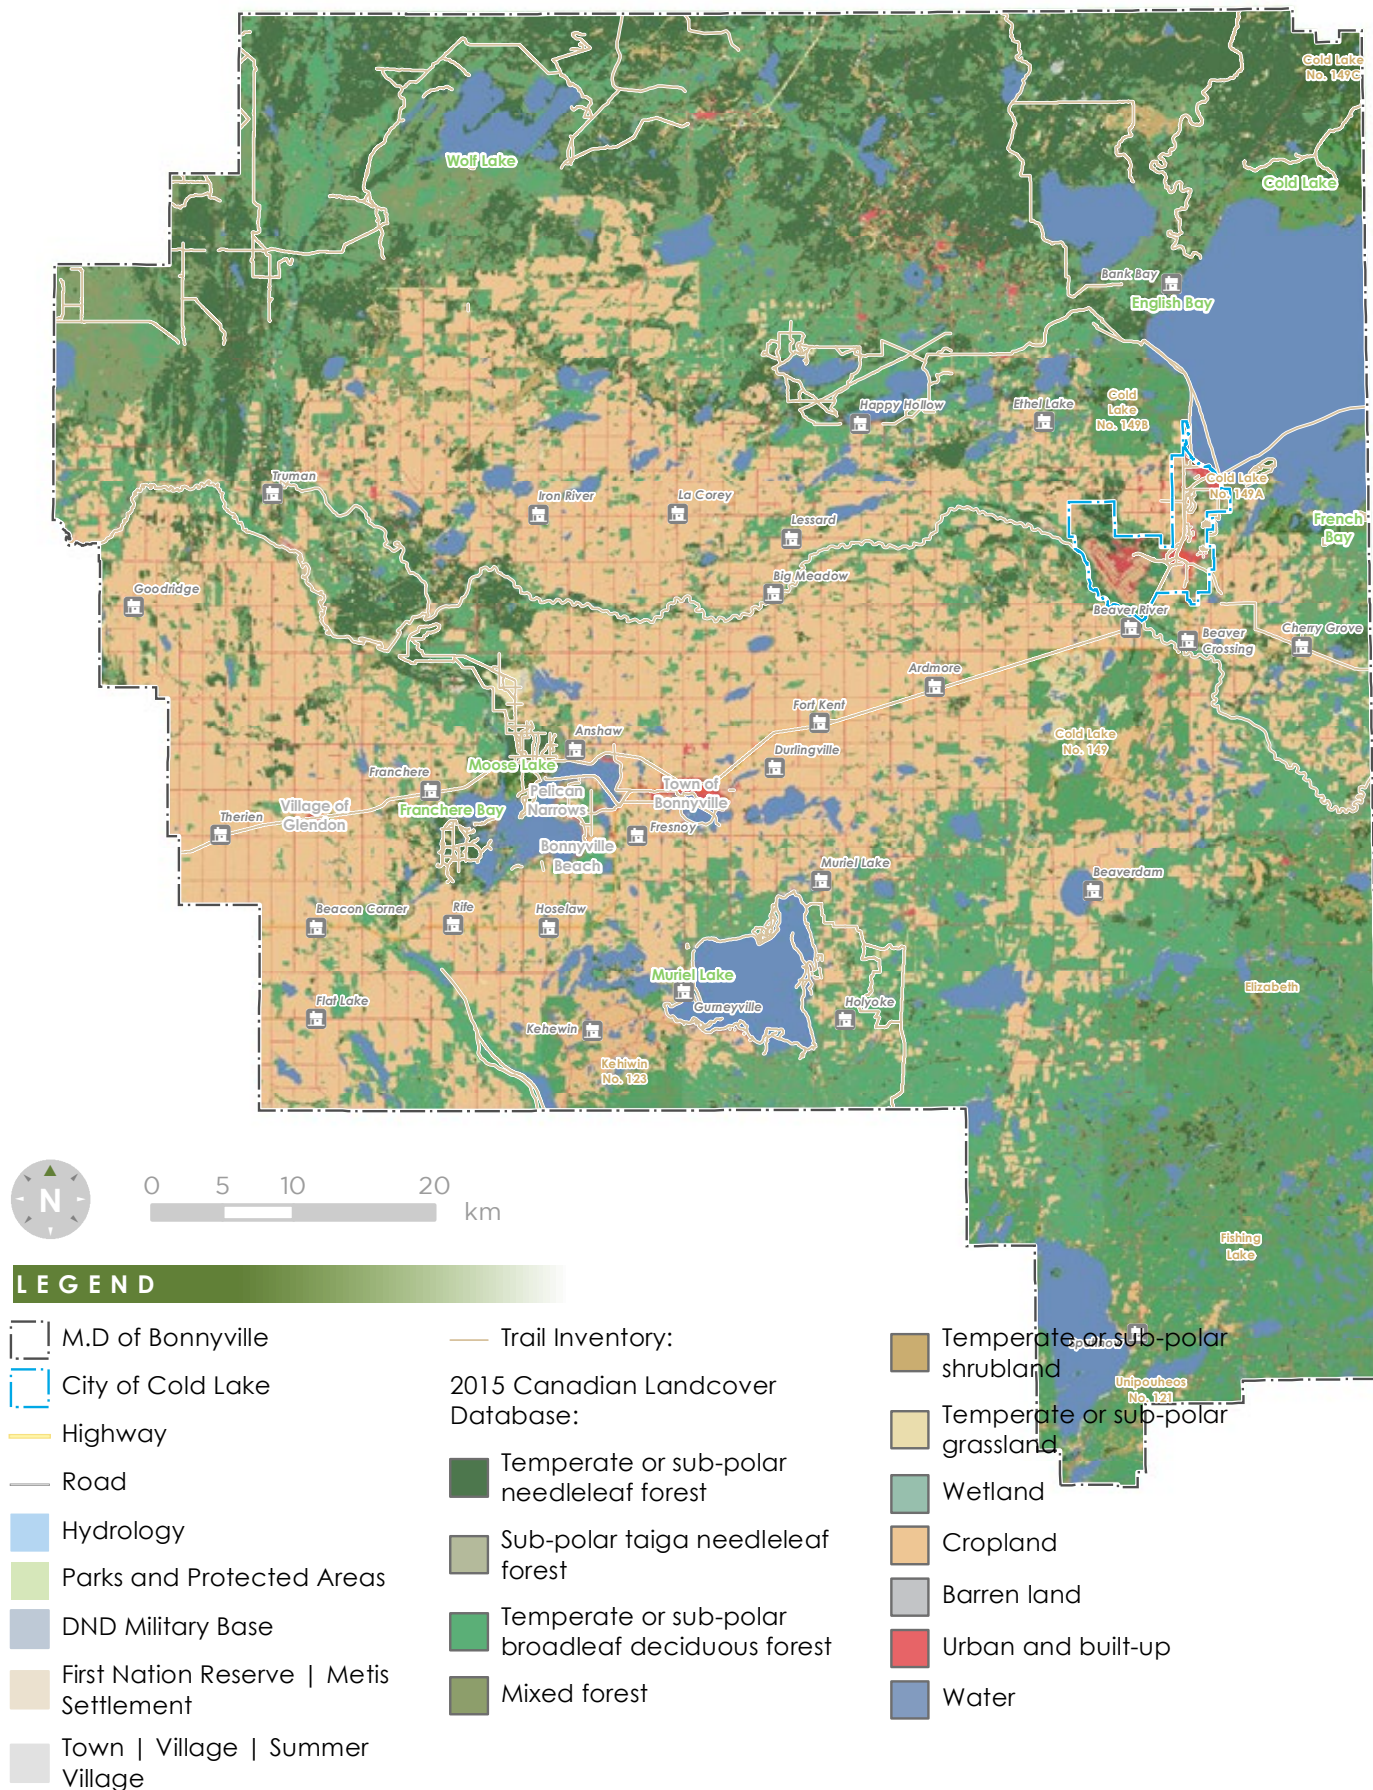 Cold Lake
No. 149C
Wolf Lake
Cold Lake
Bank Bay
English Bay
Happy Hollow
Ethel Lake
Cold
Lake
No. 149B
Truman
Iron River
La Corey
Cold Lake
No. 149A
Lessard
French
Bay
Big Meadow
Goodridge
Beaver River
Beaver
Crossing
Cherry Grove
Ardmore
Fort Kent
Anshaw
Cold Lake
No. 149
Durlingville
Moose Lake
Franchere
Pelican
Narrows
Town of
Bonnyville
Village of
Glendon
Franchere Bay
Therien
Fresnoy
Bonnyville
Beach
Muriel Lake
Beaverdam
Beacon Corner
Rife
Hoselaw
Muriel Lake
Elizabeth
Flat Lake
Gurneyville
Holyoke
Kehewin
Kehiwin
No. 123
N
0 5 10 20
km
Fishing
Lake
Unipouheos
No. 121
LEGEND
M.D of Bonnyville
City of Cold Lake
Highway
Road
Hydrology
Parks and Protected Areas
DND Military Base
First Nation Reserve | Metis
Settlement
Town | Village | Summer
Village
Trail Inventory:
2015 Canadian Landcover
Database:
Temperate or sub-polar
needleleaf forest
Sub-polar taiga needleleaf
forest
Temperate or sub-polar
broadleaf deciduous forest
Mixed forest
Temperate or sub-polar
shrubland
Temperate or sub-polar
grassland
Wetland
Cropland
Barren land
Urban and built-up
Water